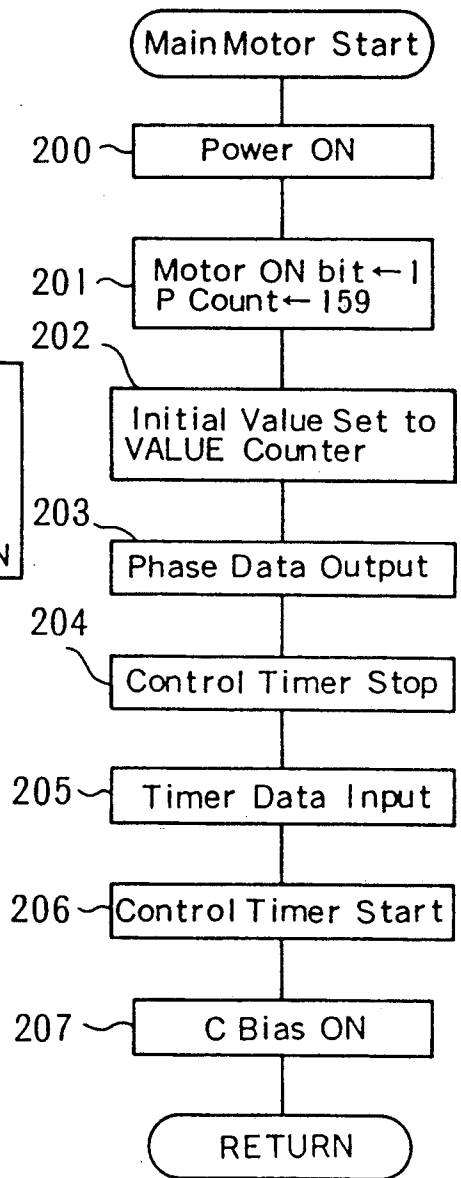 Main Motor Start
200
Power ON
201
Motor ON bit ← 1
P Count ← 159
202
Initial Value Set to
VALUE Counter
203
Phase Data Output
N
204
Control Timer Stop
205
Timer Data Input
206
Control Timer Start
207
C Bias ON
RETURN